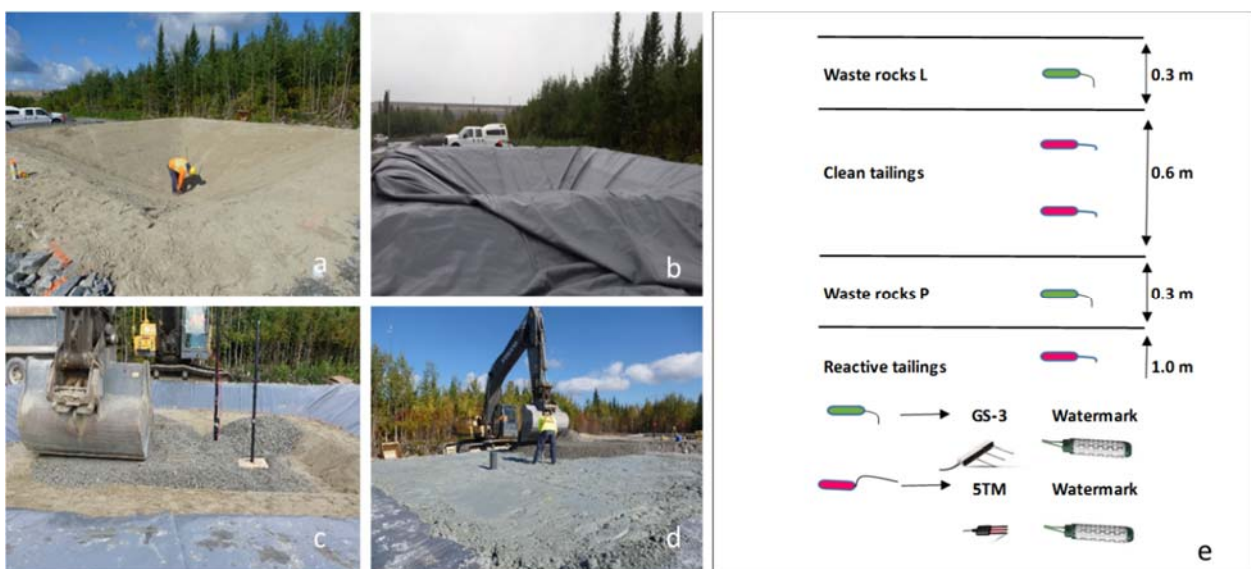 a
b
c
d
Waste rocks L 0.3 m
Clean tailings 0.6 m
Waste rocks P 0.3 m
Reactive tailings 1.0 m
GS-3 Watermark
5TM Watermark
e